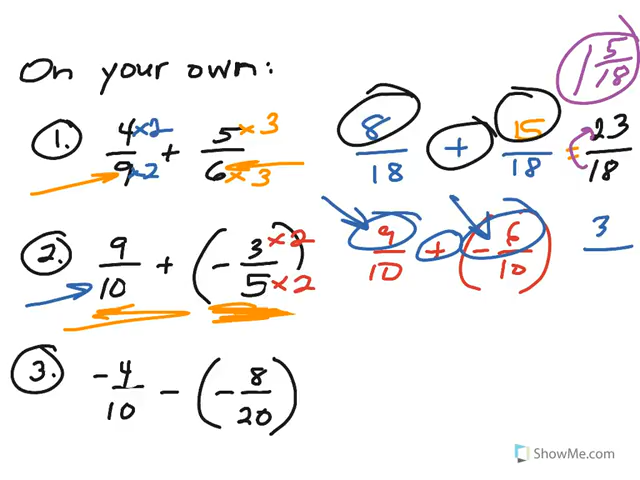 On your own:
1. 4/9 ×2 ×2 + 5/6 ×3 ×3 8/18 + 15/18 = 23/18 1 5/18
2. 9/10 + (- 3/5 ×2 ×2) 9/10 + (- 6/10) 3
3. - 4/10 - (- 8/20)
ShowMe.com